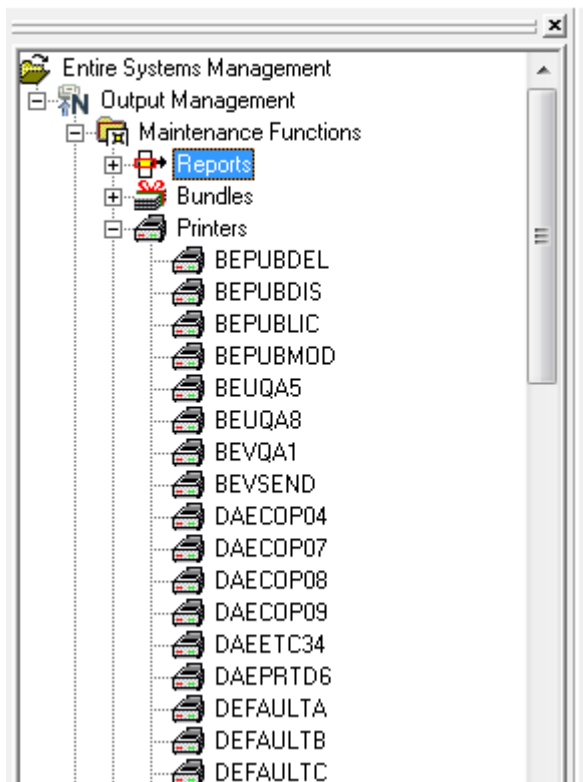 Entire Systems Management
Output Management
Maintenance Functions
Reports
Bundles
Printers
BEPUBDEL
BEPUBDIS
BEPUBLIC
BEPUBMOD
BEUQA5
BEUQA8
BEVQA1
BEVSEND
DAECOP04
DAECOP07
DAECOP08
DAECOP09
DAEETC34
DAEPRTD6
DEFAULTA
DEFAULTB
DEFAULTC